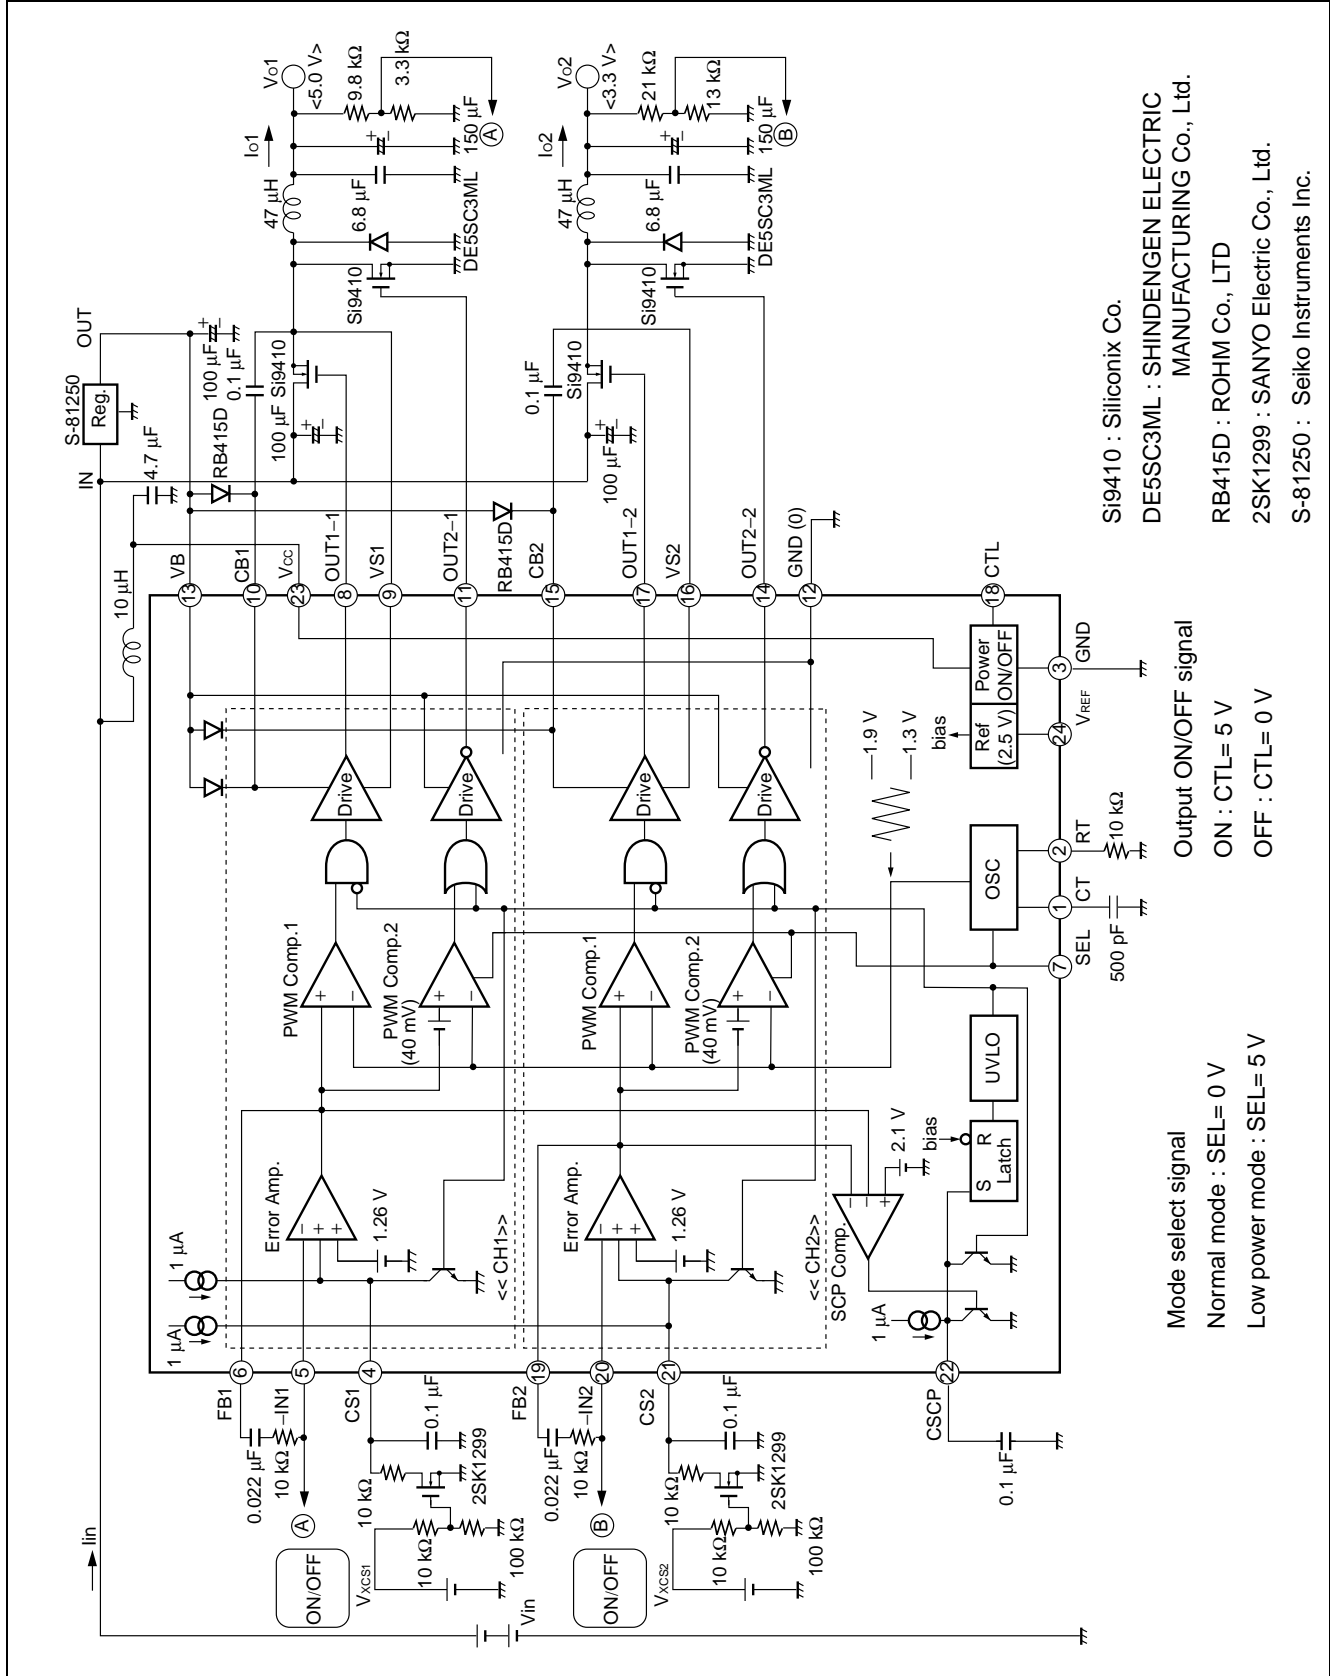 Iin
Vin
IN
S-81250
Reg.
OUT
10 µH
4.7 µF
RB415D
100 µF
0.1 µF
100 µF
Si9410
Si9410
47 µH
IO1
VO1
<5.0 V>
9.8 kΩ
3.3 kΩ
6.8 µF
150 µF
A
DE5SC3ML
RB415D
0.1 µF
100 µF
Si9410
Si9410
47 µH
IO2
VO2
<3.3 V>
21 kΩ
13 kΩ
6.8 µF
150 µF
B
DE5SC3ML
VB
13
CB1
10
VCC
23
OUT1−1
8
VS1
9
OUT2−1
11
CB2
15
OUT1−2
17
VS2
16
OUT2−2
14
GND (0)
12
CTL
18
1 µA
1 µA
Error Amp.
−
+
+
1.26 V
PWM Comp.1
+
−
PWM Comp.2
(40 mV)
+
−
Drive
Drive
<< CH1>>
Error Amp.
−
+
+
1.26 V
PWM Comp.1
+
−
PWM Comp.2
(40 mV)
+
−
Drive
Drive
<< CH2>>
SCP Comp.
−
−
+
2.1 V
1 µA
bias
S
R
Latch
UVLO
OSC
1.9 V
1.3 V
bias
Ref
(2.5 V)
Power
ON/OFF
FB1
6
−IN1
5
CS1
4
FB2
19
−IN2
20
CS2
21
CSCP
22
SEL
7
CT
1
RT
2
VREF
24
GND
3
500 pF
10 kΩ
0.022 µF
10 kΩ
A
ON/OFF
VXCS1
10 kΩ
10 kΩ
100 kΩ
0.1 µF
2SK1299
0.022 µF
10 kΩ
B
ON/OFF
VXCS2
10 kΩ
10 kΩ
100 kΩ
0.1 µF
2SK1299
0.1 µF
Mode select signal
Normal mode : SEL= 0 V
Low power mode : SEL= 5 V
Output ON/OFF signal
ON : CTL= 5 V
OFF : CTL= 0 V
Si9410 : Siliconix Co.
DE5SC3ML : SHINDENGEN ELECTRIC
MANUFACTURING Co., Ltd.
RB415D : ROHM Co., LTD
2SK1299 : SANYO Electric Co., Ltd.
S-81250 : Seiko Instruments Inc.